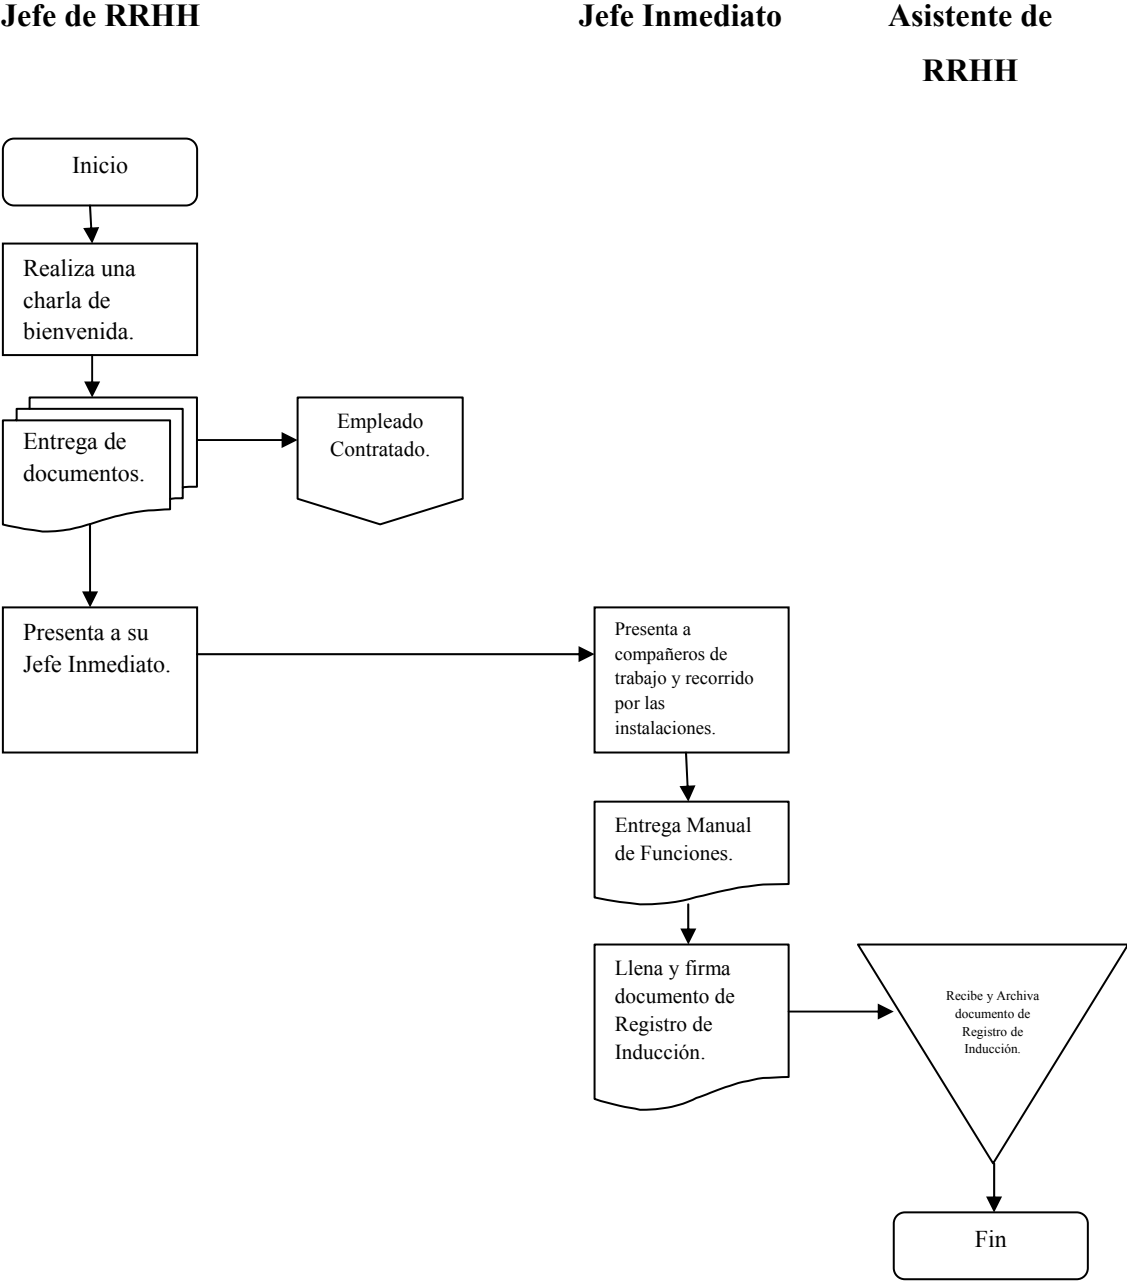 Jefe de RRHH
Jefe Inmediato
Asistente de
RRHH
Inicio
Realiza una
charla de
bienvenida.
Entrega de
documentos.
Empleado
Contratado.
Presenta a su
Jefe Inmediato.
Presenta a
compañeros de
trabajo y recorrido
por las
instalaciones.
Entrega Manual
de Funciones.
Llena y firma
documento de
Registro de
Inducción.
Recibe y Archiva
documento de
Registro de
Inducción.
Fin